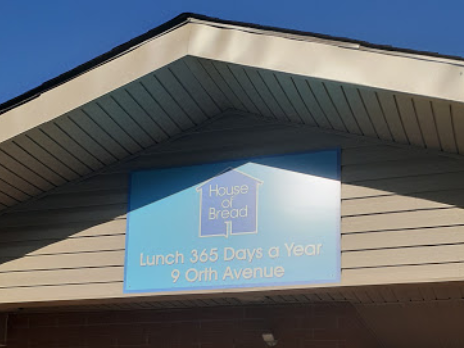 House
of
Bread
Lunch 365 Days a Year
9 Orth Avenue